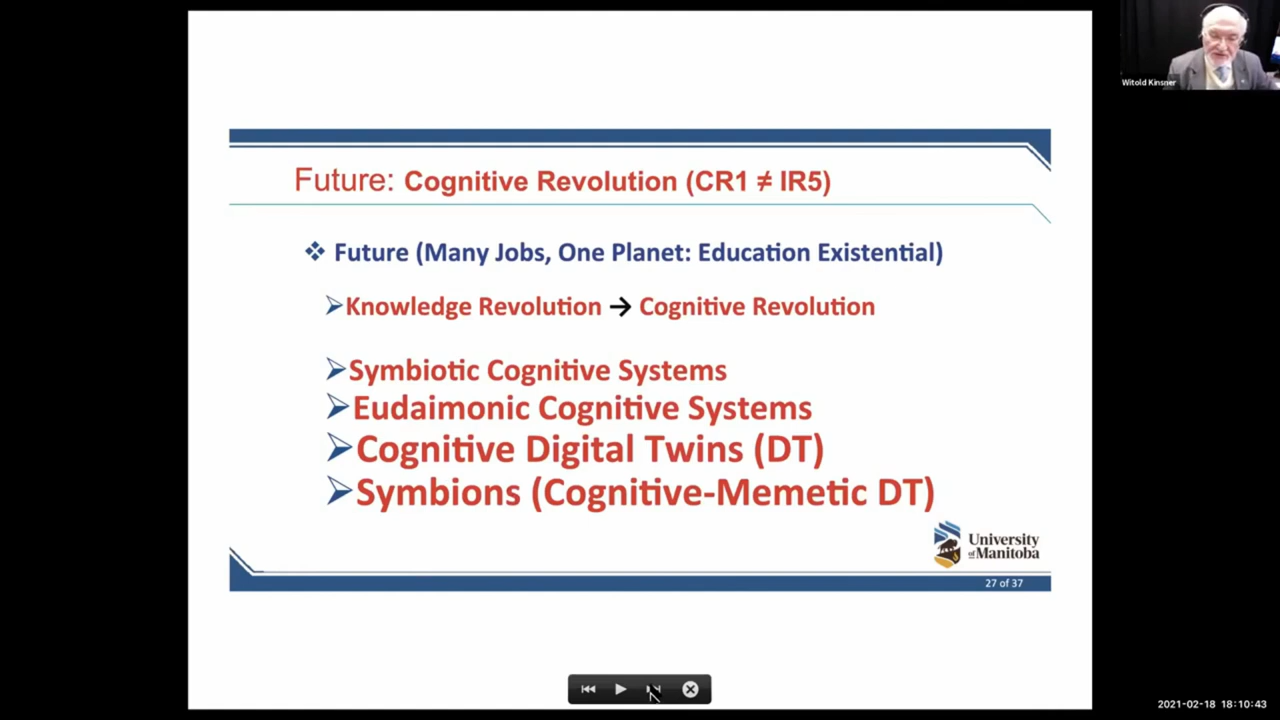 Witold Kinsner
Future: Cognitive Revolution (CR1 ≠ IR5)
❖ Future (Many Jobs, One Planet: Education Existential)
➢Knowledge Revolution → Cognitive Revolution
➢Symbiotic Cognitive Systems
➢Eudaimonic Cognitive Systems
➢Cognitive Digital Twins (DT)
➢Symbions (Cognitive-Memetic DT)
University
of Manitoba
27 of 37
2021-02-18 18:10:43